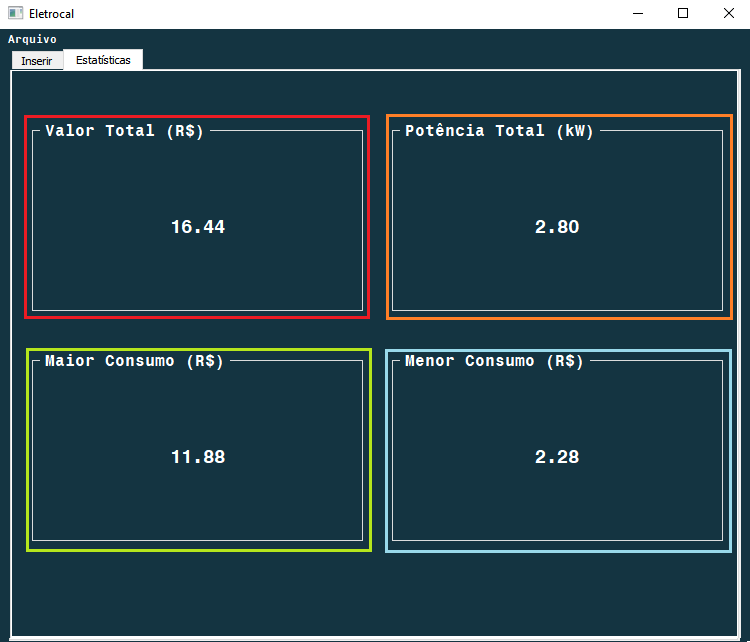 Eletrocal
Arquivo
Inserir Estatísticas
Valor Total (R$)
16.44
Potência Total (kW)
2.80
Maior Consumo (R$)
11.88
Menor Consumo (R$)
2.28